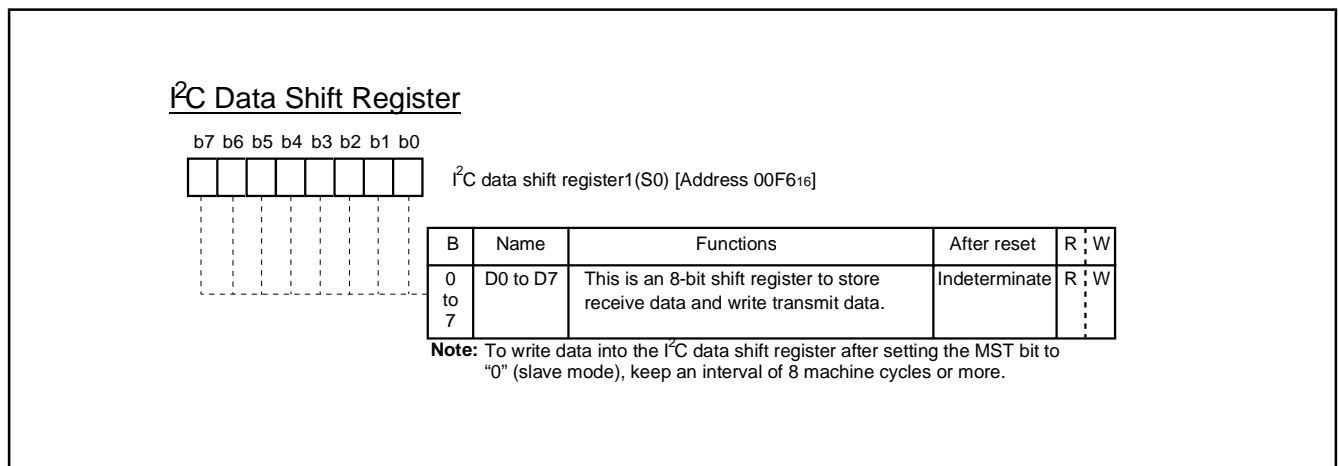 I²C Data Shift Register
b7 b6 b5 b4 b3 b2 b1 b0
I²C data shift register1(S0) [Address 00F6₁₆]
B Name Functions After reset R W
0 to 7 D0 to D7 This is an 8-bit shift register to store Indeterminate R W
receive data and write transmit data.
Note: To write data into the I²C data shift register after setting the MST bit to
“0” (slave mode), keep an interval of 8 machine cycles or more.